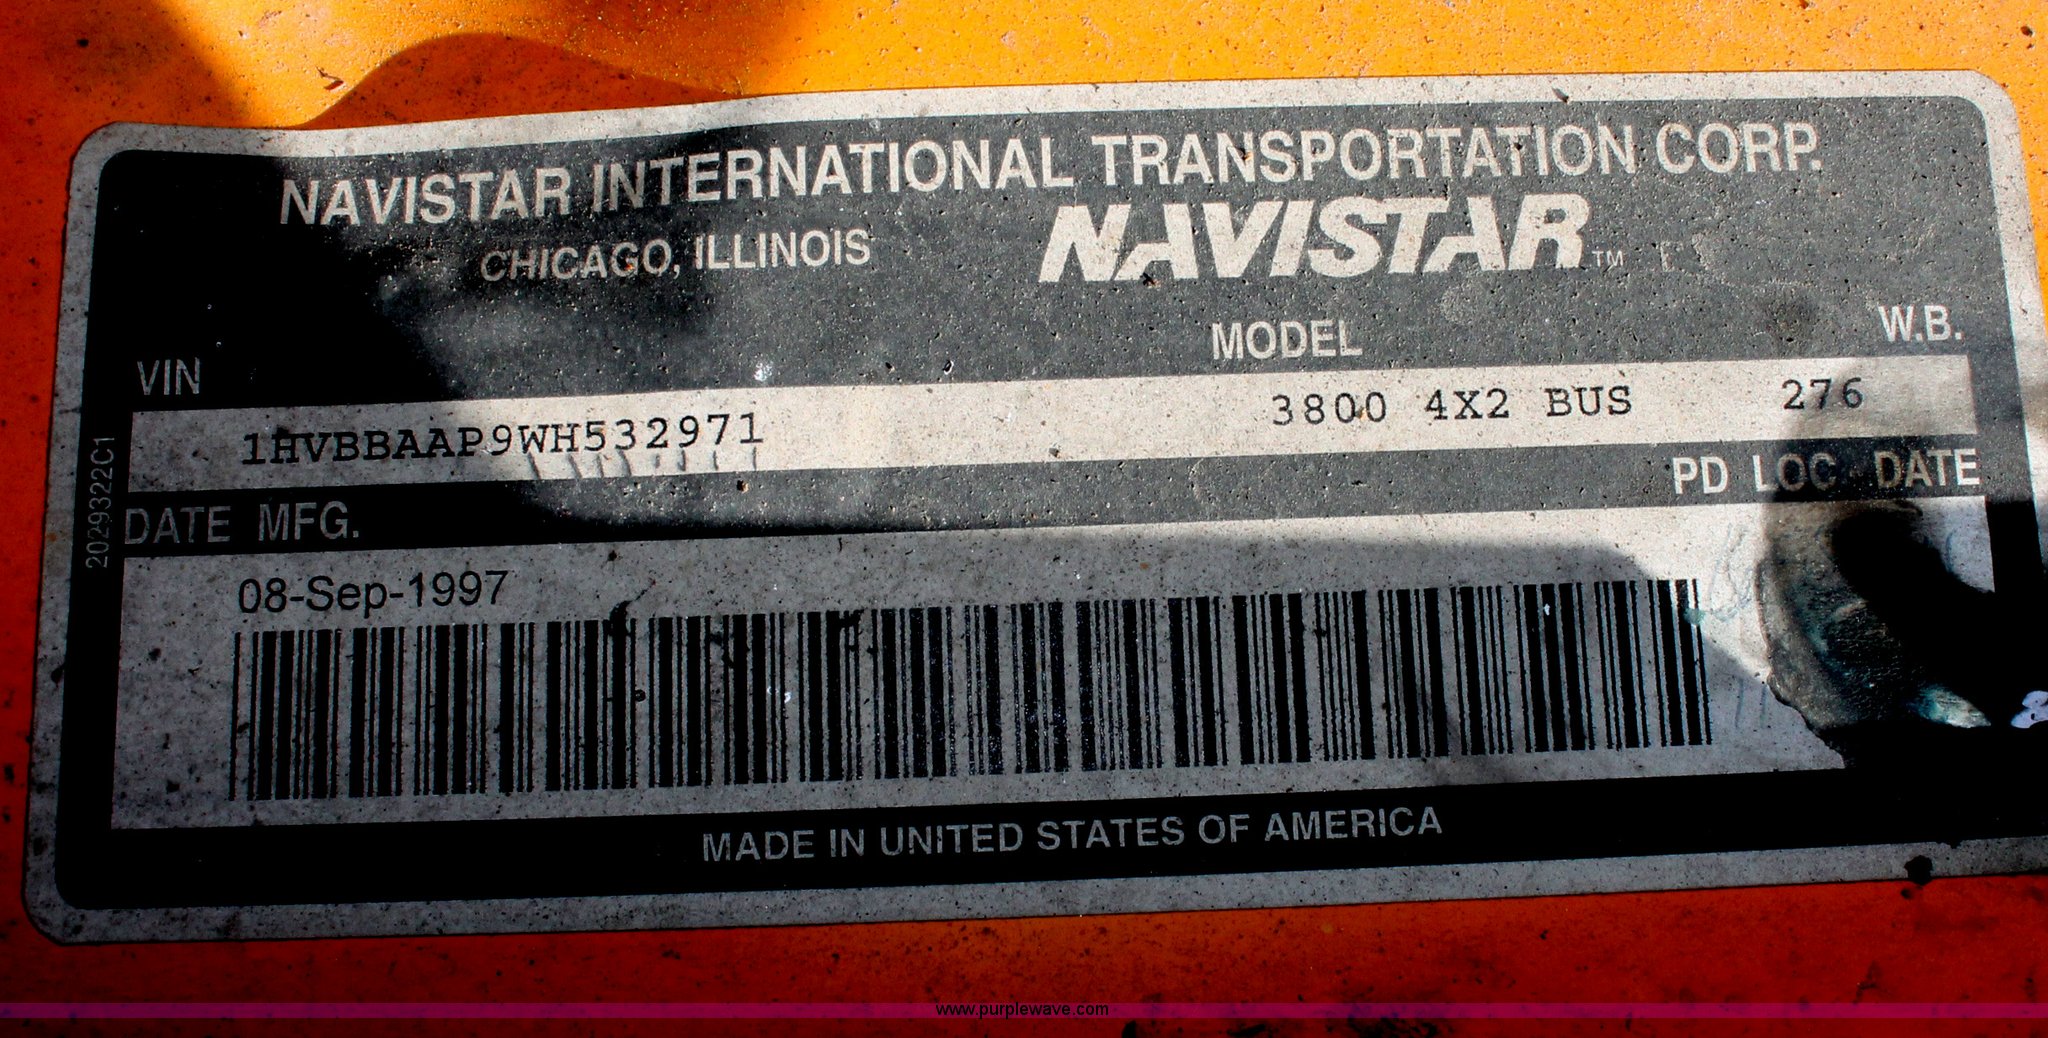 NAVISTAR INTERNATIONAL TRANSPORTATION CORP.
CHICAGO, ILLINOIS
NAVISTAR™
VIN
MODEL
W.B.
1HVBBAAP9WH532971
3800 4X2 BUS
276
2029322C1
DATE MFG.
PD LOC DATE
08-Sep-1997
MADE IN UNITED STATES OF AMERICA
www.purplewave.com